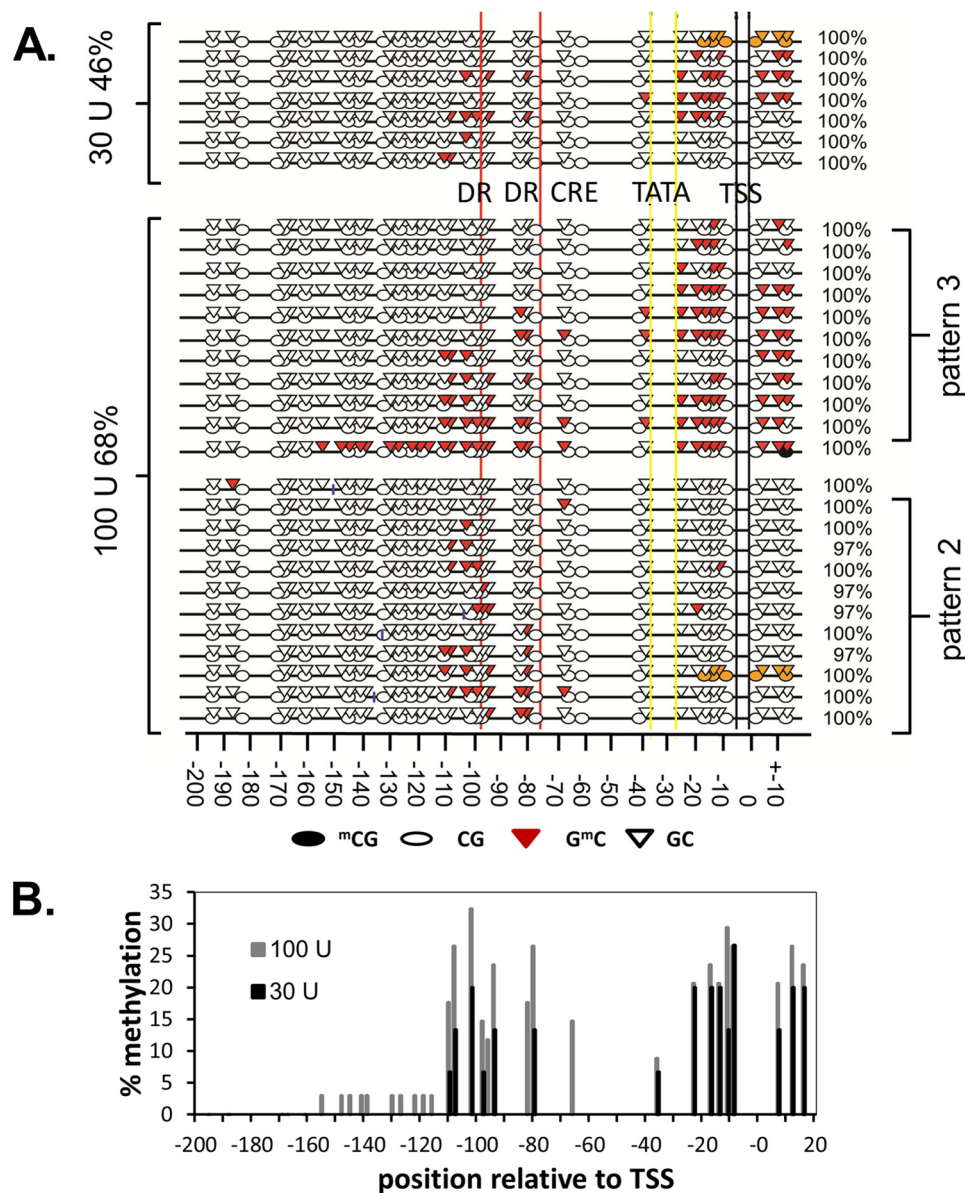 A.
30 U 46%
100%
100%
100%
100%
100%
100%
100%
DR DR CRE TATA TSS
100 U 68%
100%
100%
100%
100%
100%
100%
100%
100%
100%
100%
100%
pattern 3
100%
100%
100%
97%
100%
97%
97%
100%
97%
100%
100%
100%
pattern 2
-200 -190 -180 -170 -160 -150 -140 -130 -120 -110 -100 -90 -80 -70 -60 -50 -40 -30 -20 -10 0 +10
mCG CG GmC GC
B.
% methylation
35
30
25
20
15
10
5
0
100 U
30 U
-200 -180 -160 -140 -120 -100 -80 -60 -40 -20 -0 20
position relative to TSS